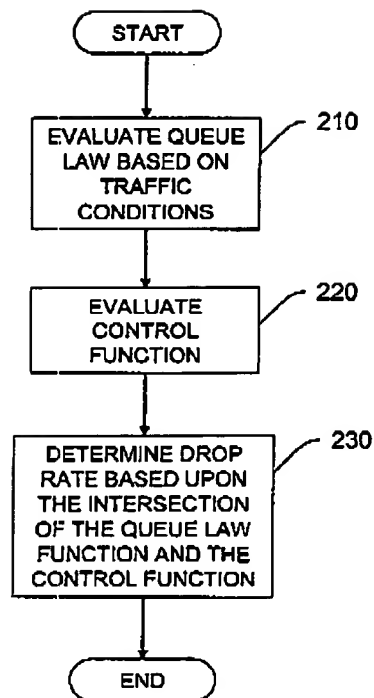 START
EVALUATE QUEUE
LAW BASED ON
TRAFFIC
CONDITIONS
210
EVALUATE
CONTROL
FUNCTION
220
DETERMINE DROP
RATE BASED UPON
THE INTERSECTION
OF THE QUEUE LAW
FUNCTION AND THE
CONTROL FUNCTION
230
END